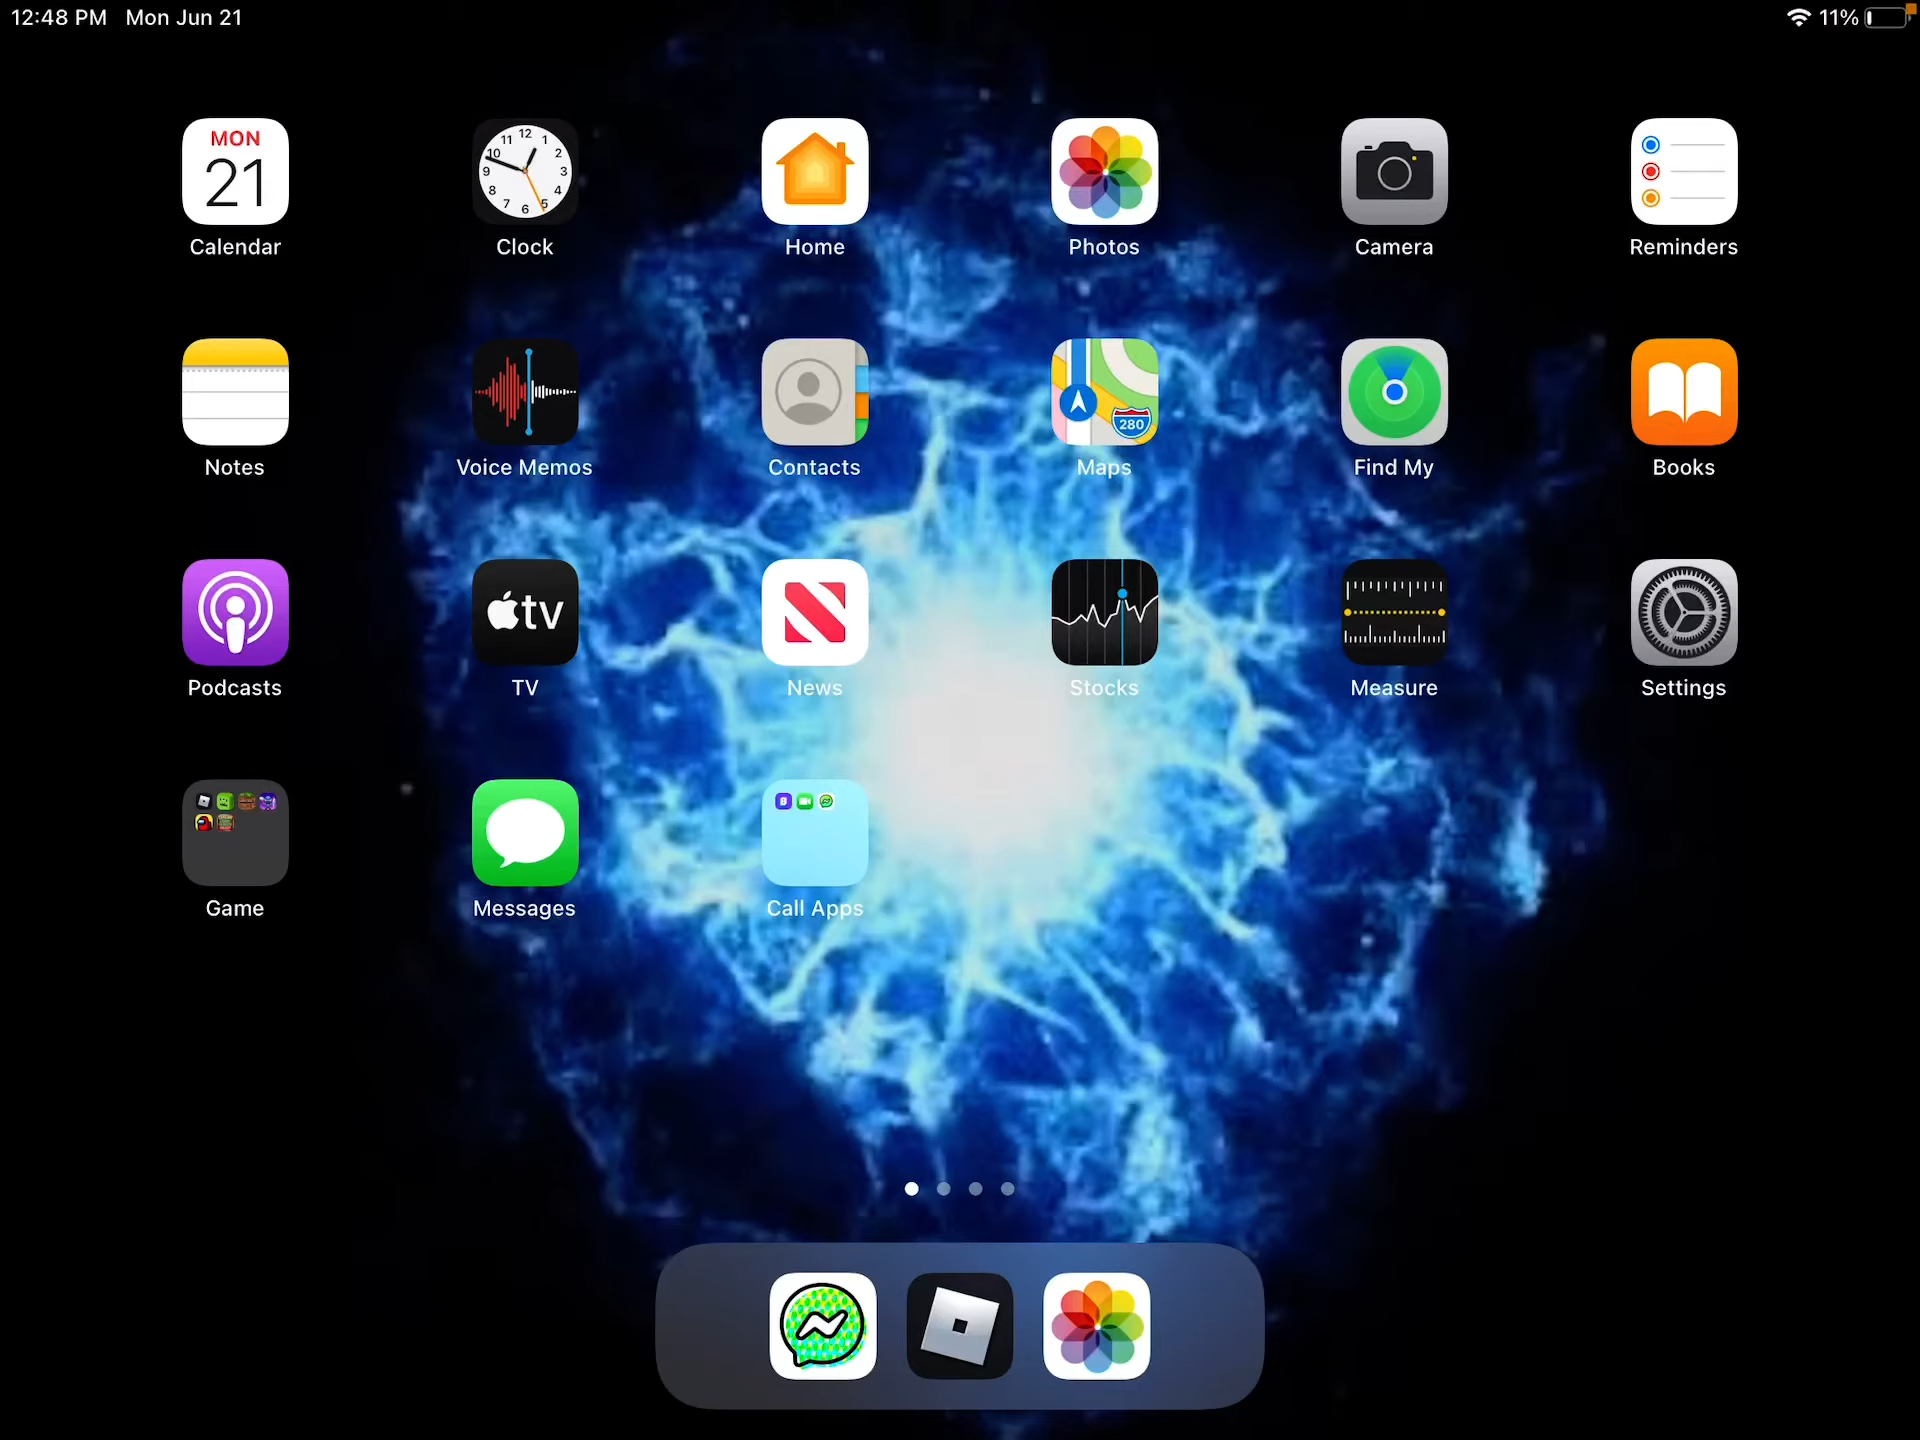 12:48 PM Mon Jun 21
11%
MON
21
Calendar
Clock
Home
Photos
Camera
Reminders
280
Notes
Voice Memos
Contacts
Maps
Find My
Books
tv
Podcasts
TV
News
Stocks
Measure
Settings
Game
Messages
Call Apps